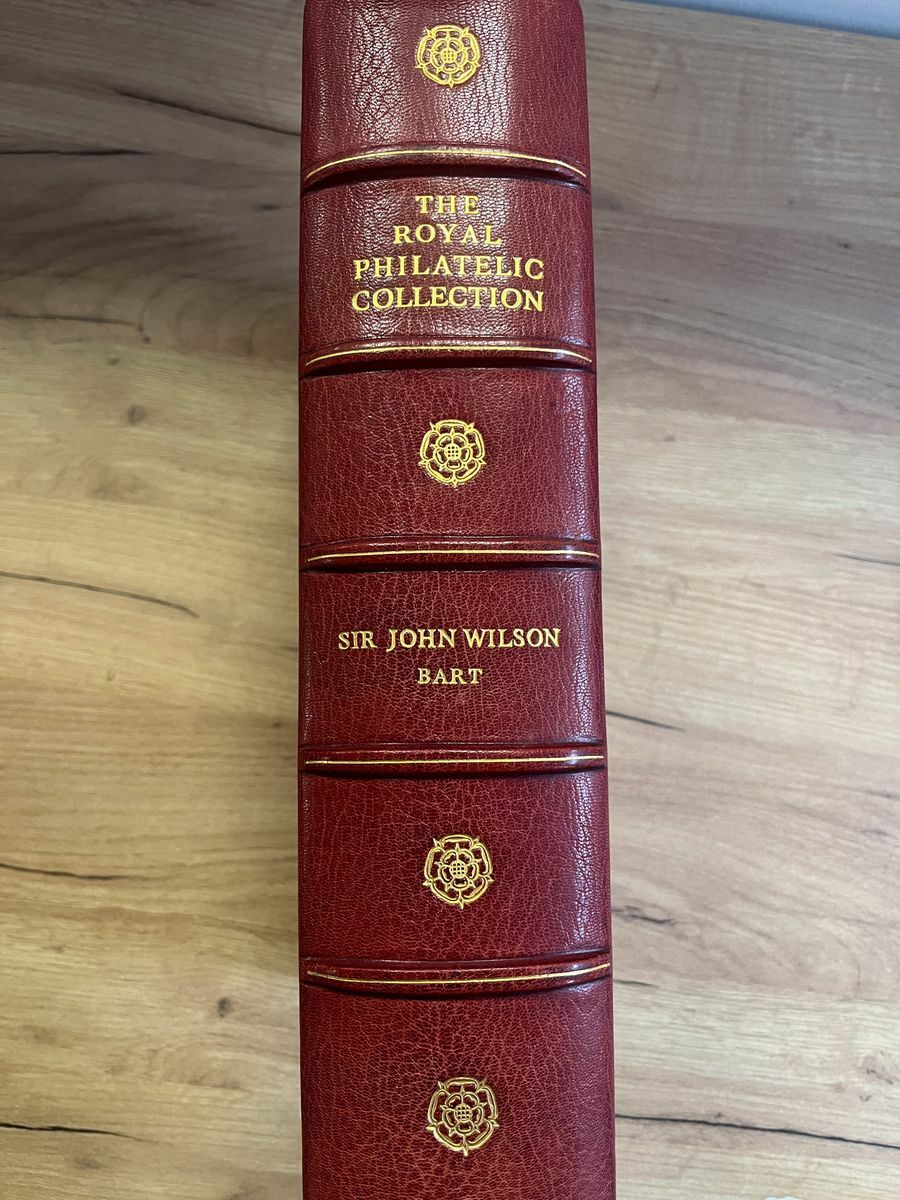 THE
ROYAL
PHILATELIC
COLLECTION
SIR JOHN WILSON
BART